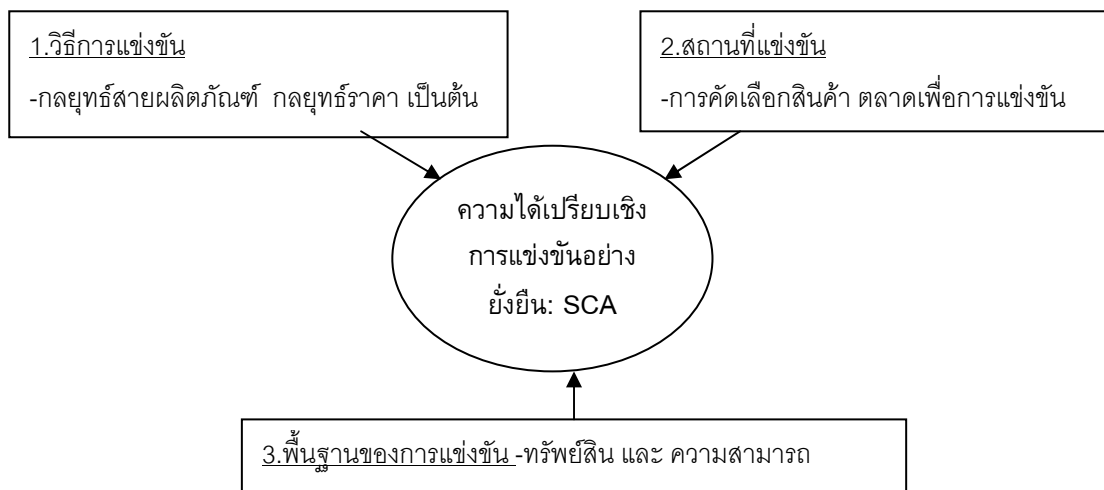 1.วิธีการแข่งขัน
-กลยุทธ์สายผลิตภัณฑ์ กลยุทธ์ราคา เป็นต้น
2.สถานที่แข่งขัน
-การคัดเลือกสินค้า ตลาดเพื่อการแข่งขัน
ความได้เปรียบเชิง
การแข่งขันอย่าง
ยั่งยืน: SCA
3.พื้นฐานของการแข่งขัน -ทรัพย์สิน และ ความสามารถ